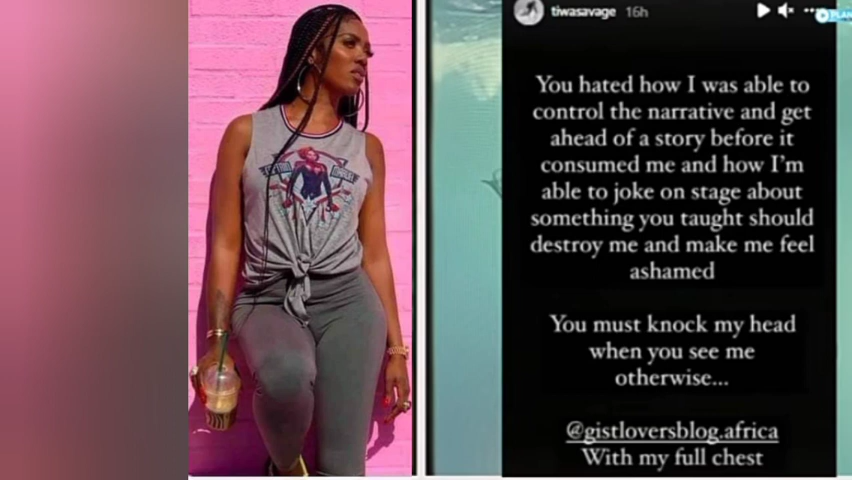 tiwasavage 16h
You hated how I was able to
control the narrative and get
ahead of a story before it
consumed me and how I'm
able to joke on stage about
something you taught should
destroy me and make me feel
ashamed
You must knock my head
when you see me
otherwise...
@gistloversblog.africa
With my full chest